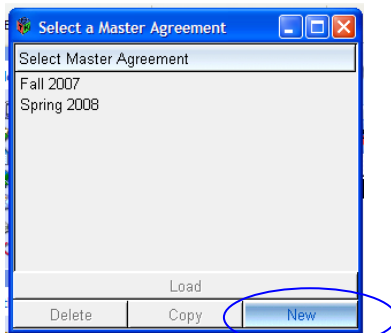 Select a Master Agreement
Select Master Agreement
Fall 2007
Spring 2008
Load
Delete Copy New